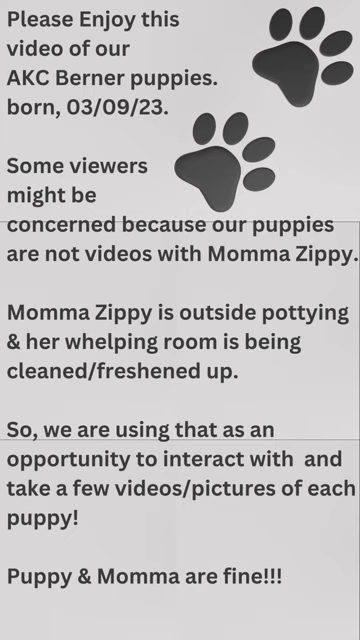 Please Enjoy this
video of our
AKC Berner puppies.
born, 03/09/23.
Some viewers
might be
concerned because our puppies
are not videos with Momma Zippy.
Momma Zippy is outside pottying
& her whelping room is being
cleaned/freshened up.
So, we are using that as an
opportunity to interact with  and
take a few videos/pictures of each
puppy!
Puppy & Momma are fine!!!